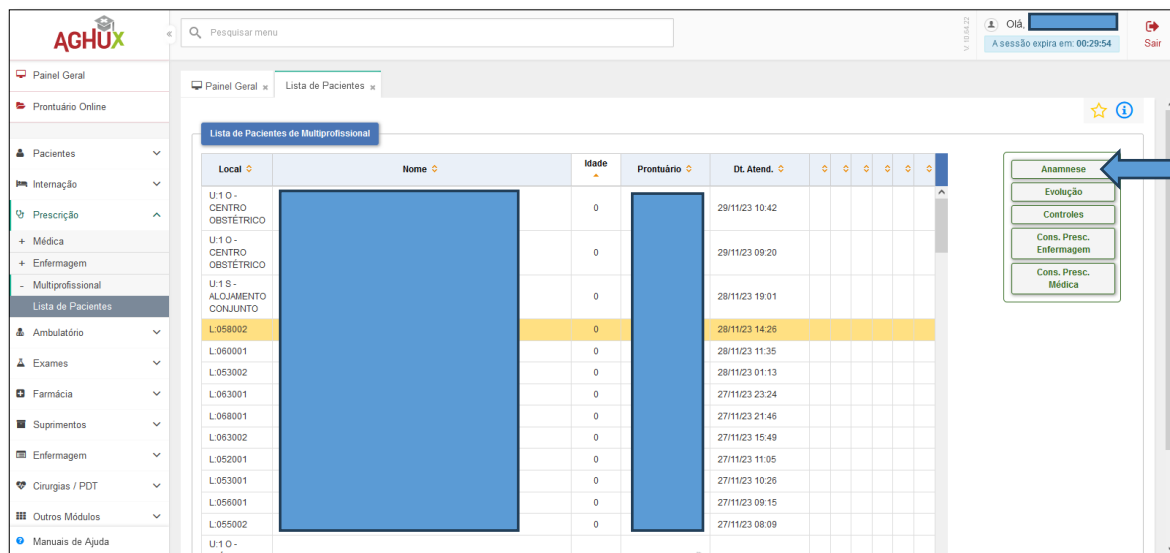 AGHUX
«
Pesquisar menu
V. 10.64.22
Olá,
A sessão expira em: 00:29:54
Sair
Painel Geral
Prontuário Online
Pacientes
Internação
Prescrição
+ Médica
+ Enfermagem
- Multiprofissional
Lista de Pacientes
Ambulatório
Exames
Farmácia
Suprimentos
Enfermagem
Cirurgias / PDT
Outros Módulos
Manuais de Ajuda
Painel Geral × Lista de Pacientes ×
Lista de Pacientes de Multiprofissional
Local Nome Idade Prontuário Dt. Atend.
U:1 O -
CENTRO
OBSTÉTRICO
0 29/11/23 10:42
U:1 O -
CENTRO
OBSTÉTRICO
0 29/11/23 09:20
U:1 S -
ALOJAMENTO
CONJUNTO
0 28/11/23 19:01
L:058002 0 28/11/23 14:26
L:060001 0 28/11/23 11:35
L:053002 0 28/11/23 01:13
L:063001 0 27/11/23 23:24
L:068001 0 27/11/23 21:46
L:063002 0 27/11/23 15:49
L:052001 0 27/11/23 11:05
L:053001 0 27/11/23 10:26
L:056001 0 27/11/23 09:15
L:055002 0 27/11/23 08:09
U:1 O -
Anamnese
Evolução
Controles
Cons. Presc.
Enfermagem
Cons. Presc.
Médica